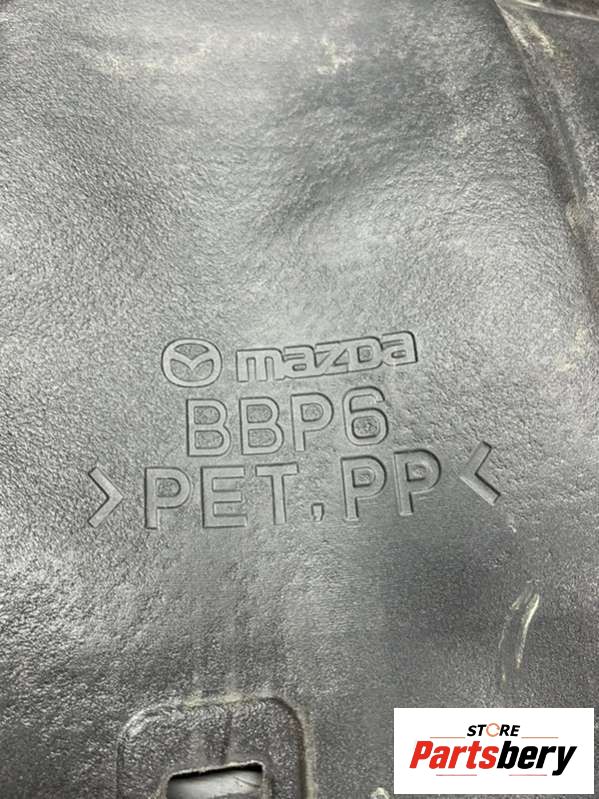 mazda
BBP6
>PET,PP<
STORE
Partsbery